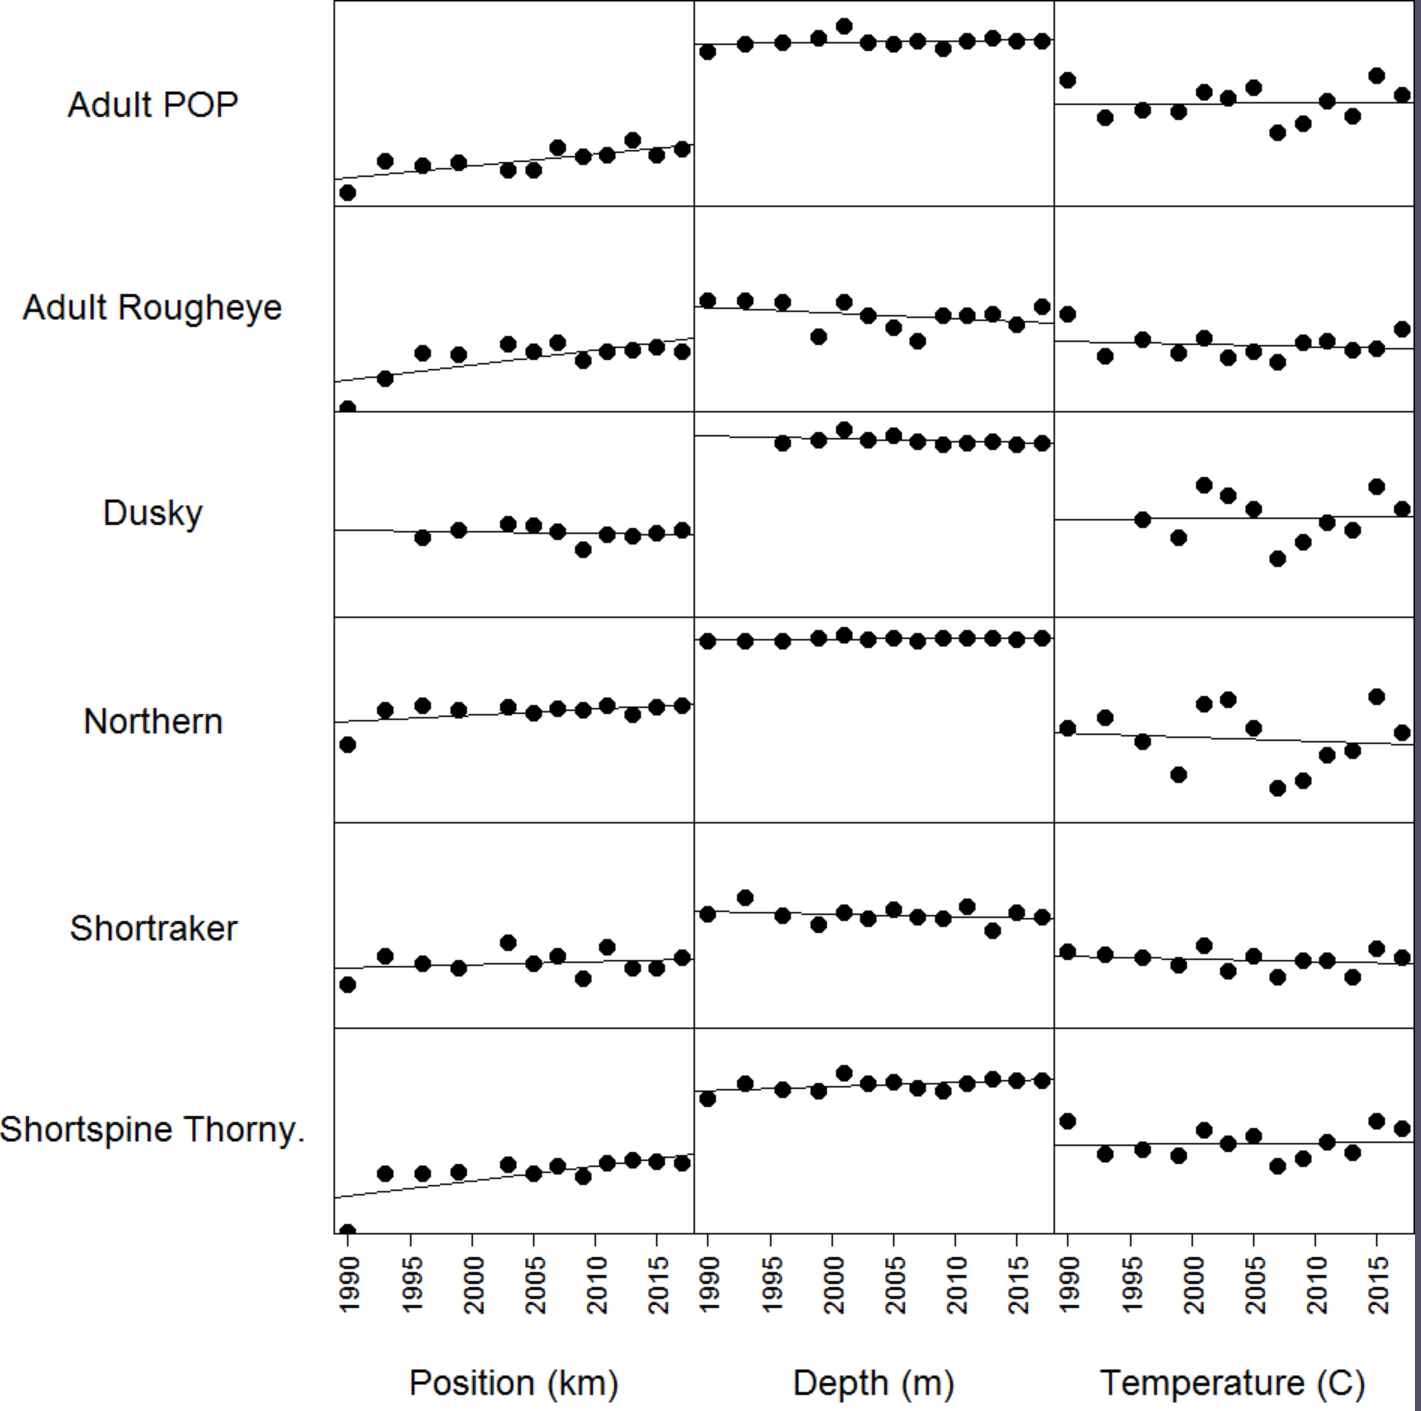 Adult POP
Adult Rougheye
Dusky
Northern
Shortraker
Shortspine Thorny.
1990 1995 2000 2005 2010 2015 1990 1995 2000 2005 2010 2015 1990 1995 2000 2005 2010 2015
Position (km) Depth (m) Temperature (C)